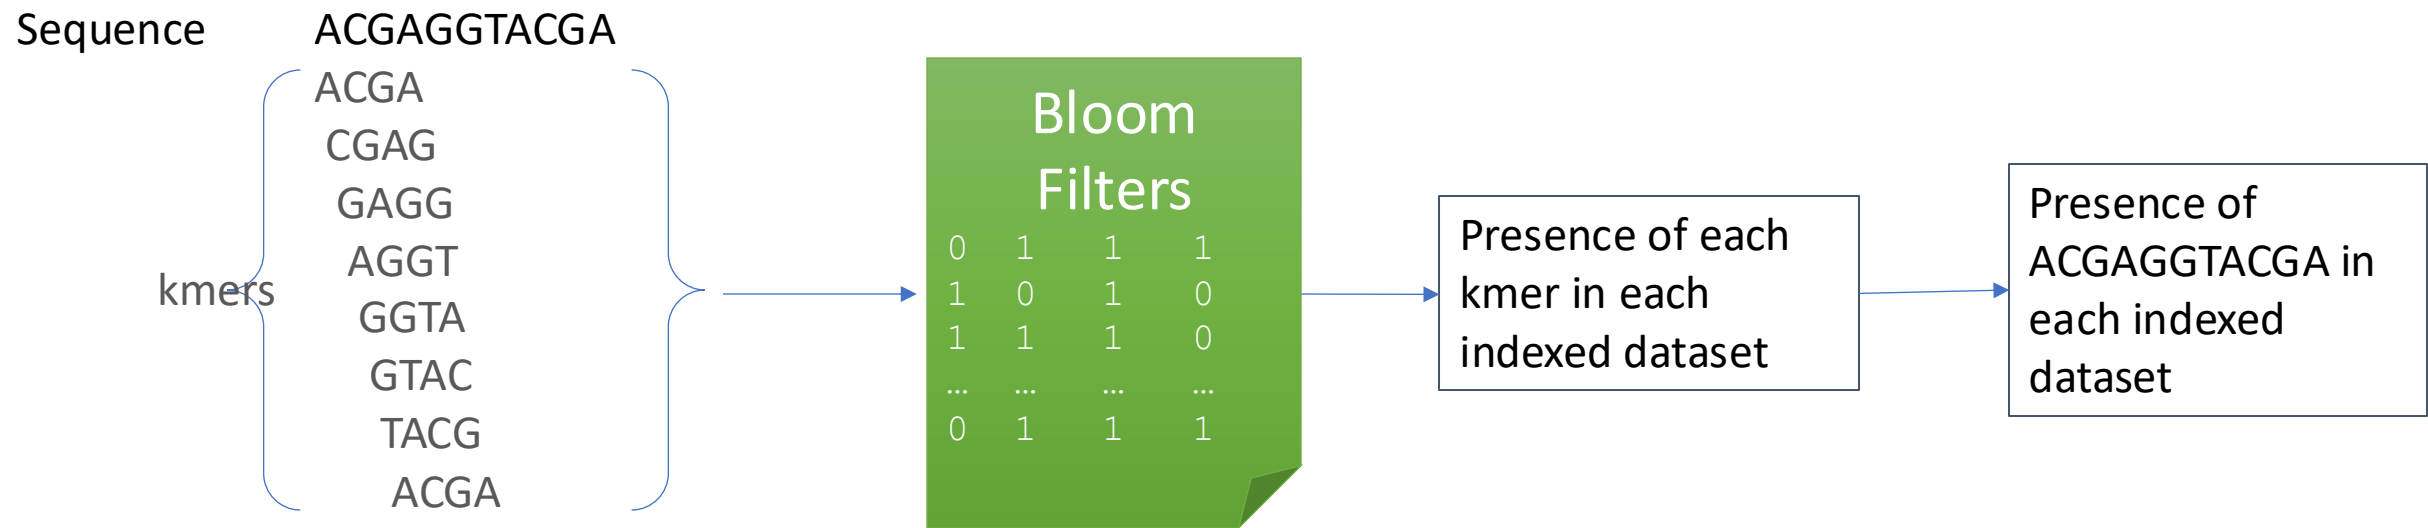 Sequence ACGAGGTACGA
ACGA
CGAG
GAGG
AGGT
kmers
GGTA
GTAC
TACG
ACGA
Bloom
Filters
0 1 1 1
1 0 1 0
1 1 1 0
... ... ... ...
0 1 1 1
Presence of each
kmer in each
indexed dataset
Presence of
ACGAGGTACGA in
each indexed
dataset